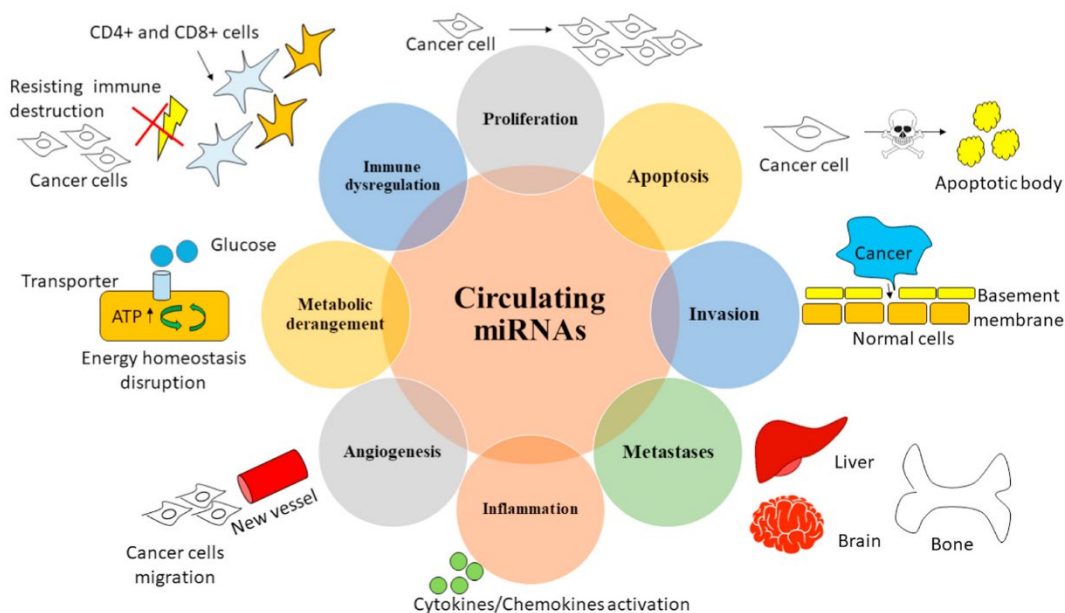 CD4+ and CD8+ cells
Resisting immune
destruction
Cancer cells
Cancer cell
Proliferation
Immune
dysregulation
Apoptosis
Cancer cell
Apoptotic body
Glucose
Transporter
ATP
Energy homeostasis
disruption
Metabolic
derangement
Circulating
miRNAs
Invasion
Cancer
Basement
membrane
Normal cells
Angiogenesis
New vessel
Cancer cells
migration
Metastases
Liver
Brain
Bone
Inflammation
Cytokines/Chemokines activation